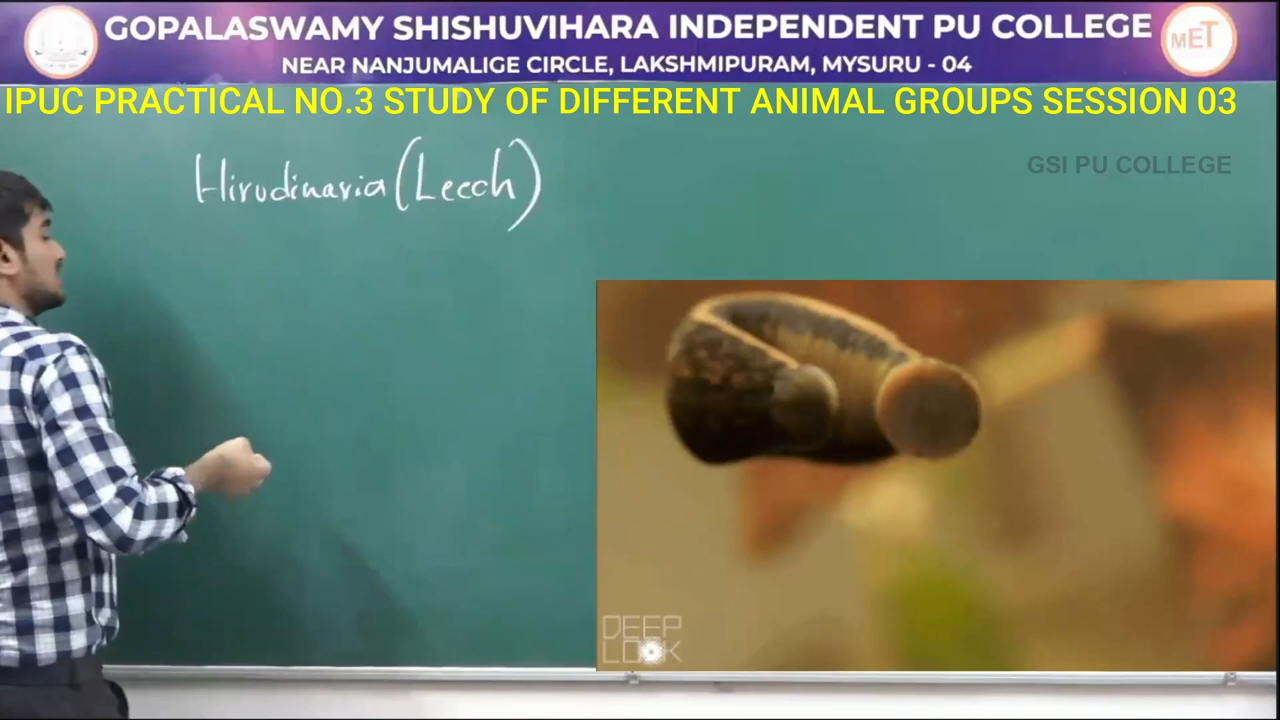 GOPALASWAMY SHISHUVIHARA INDEPENDENT PU COLLEGE
MET
NEAR NANJUMALIGE CIRCLE, LAKSHMIPURAM, MYSURU - 04
IPUC PRACTICAL NO.3 STUDY OF DIFFERENT ANIMAL GROUPS SESSION 03
GSI PU COLLEGE
Hirudinaria (Leech)
DEEP
LOOK